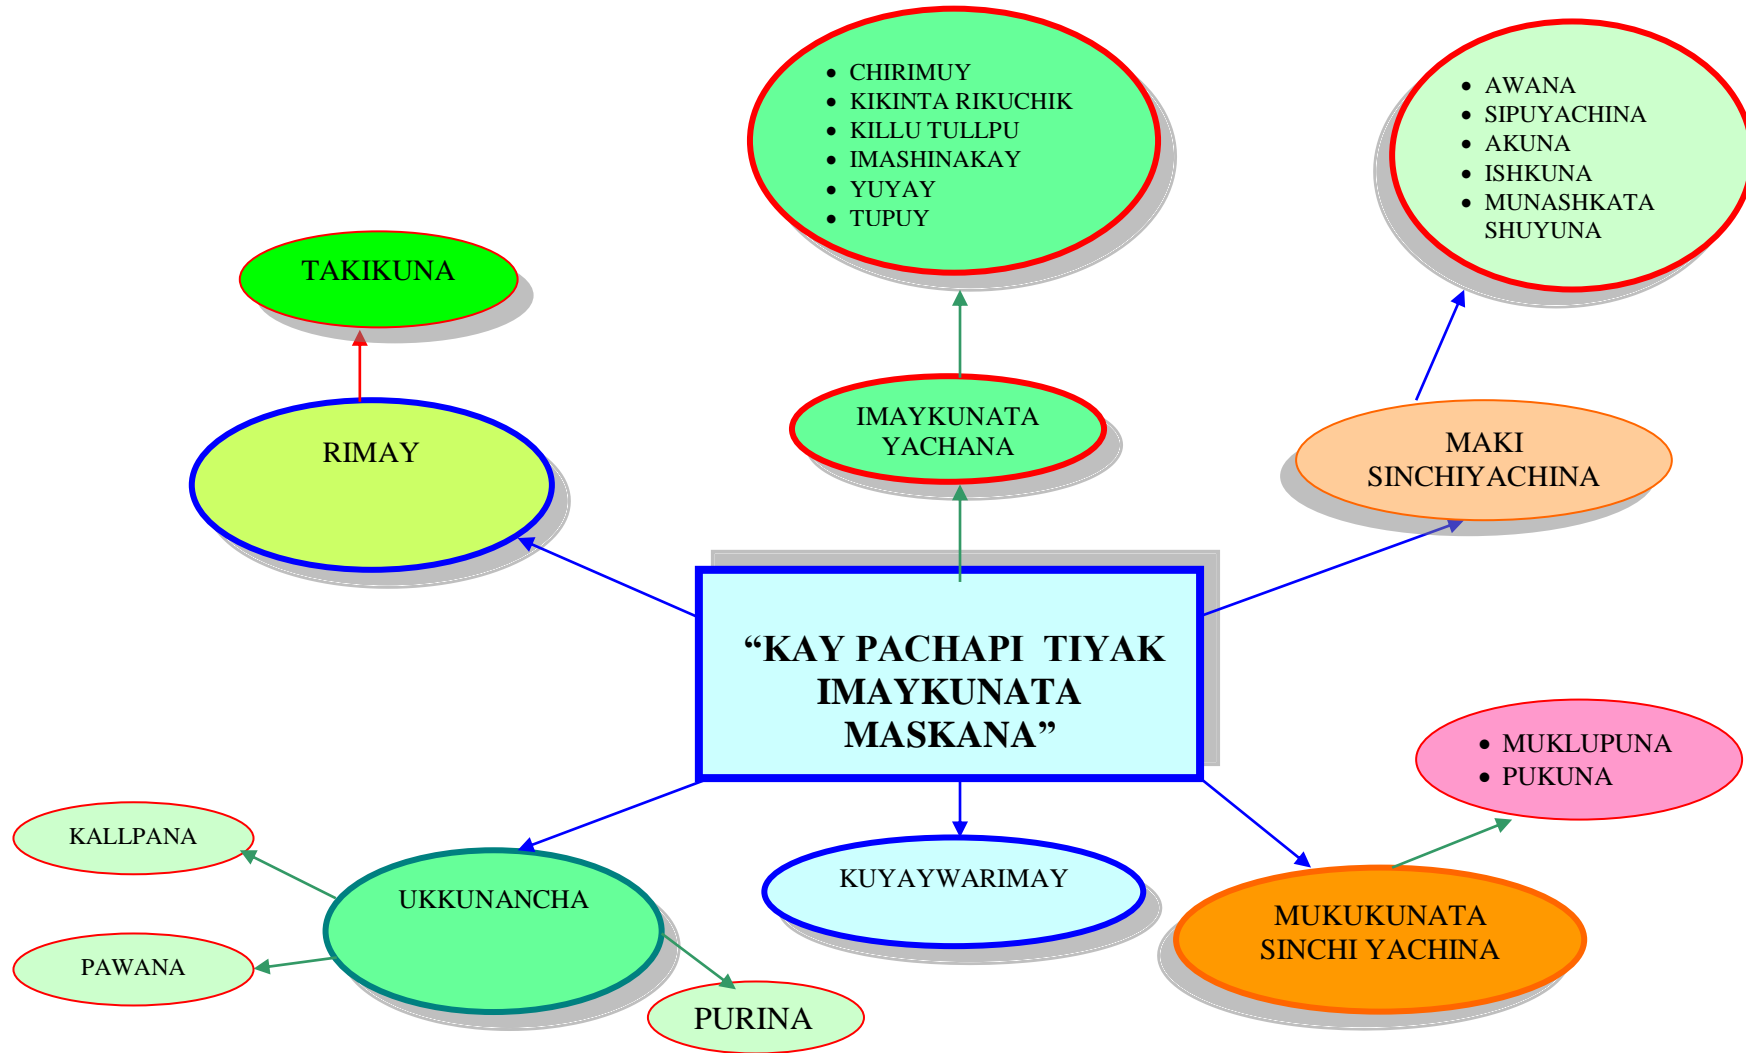 • CHIRIMUY
• KIKINTA RIKUCHIK
• KILLU TULLPU
• IMASHINAKAY
• YUYAY
• TUPUY
• AWANA
• SIPUYACHINA
• AKUNA
• ISHKUNA
• MUNASHKATA
SHUYUNA
TAKIKUNA
RIMAY
IMAYKUNATA
YACHANA
MAKI
SINCHIYACHINA
“KAY PACHAPI TIYAK
IMAYKUNATA
MASKANA”
• MUKLUPUNA
• PUKUNA
KALLPANA
UKKUNANCHA
KUYAYWARIMAY
MUKUKUNATA
SINCHI YACHINA
PAWANA
PURINA